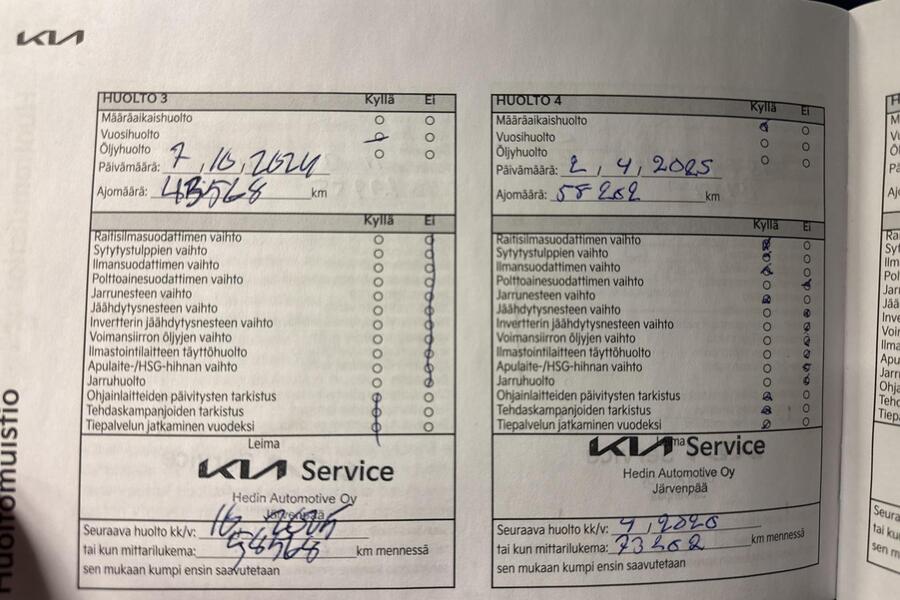 KIA
HUOLTO 3 Kyllä Ei
Määräaikaishuolto
Vuosihuolto
Öljyhuolto
Päivämäärä: 7, 10, 2024
Ajomäärä: 43568 km
Kyllä Ei
Raitisilmasuodattimen vaihto
Sytytystulppien vaihto
Ilmansuodattimen vaihto
Polttoainesuodattimen vaihto
Jarrunesteen vaihto
Jäähdytysnesteen vaihto
Invertterin jäähdytysnesteen vaihto
Voimansiirron öljyjen vaihto
Ilmastointilaitteen täyttöhuolto
Apulaite-/HSG-hihnan vaihto
Jarruhuolto
Ohjainlaitteiden päivitysten tarkistus
Tehdaskampanjoiden tarkistus
Tiepalvelun jatkaminen vuodeksi
Leima
KIA Service
Hedin Automotive Oy
Järvenpää
Seuraava huolto kk/v: 10, 2025
tai kun mittarilukema: 58568 km mennessä
sen mukaan kumpi ensin saavutetaan
HUOLTO 4 Kyllä Ei
Määräaikaishuolto
Vuosihuolto
Öljyhuolto
Päivämäärä: 2, 4, 2025
Ajomäärä: 58202 km
Kyllä Ei
Raitisilmasuodattimen vaihto
Sytytystulppien vaihto
Ilmansuodattimen vaihto
Polttoainesuodattimen vaihto
Jarrunesteen vaihto
Jäähdytysnesteen vaihto
Invertterin jäähdytysnesteen vaihto
Voimansiirron öljyjen vaihto
Ilmastointilaitteen täyttöhuolto
Apulaite-/HSG-hihnan vaihto
Jarruhuolto
Ohjainlaitteiden päivitysten tarkistus
Tehdaskampanjoiden tarkistus
Tiepalvelun jatkaminen vuodeksi
KIA Service
Hedin Automotive Oy
Järvenpää
Seuraava huolto kk/v: 4,
tai kun mittarilukema: 73202 km mennessä
sen mukaan kumpi ensin saavutetaan